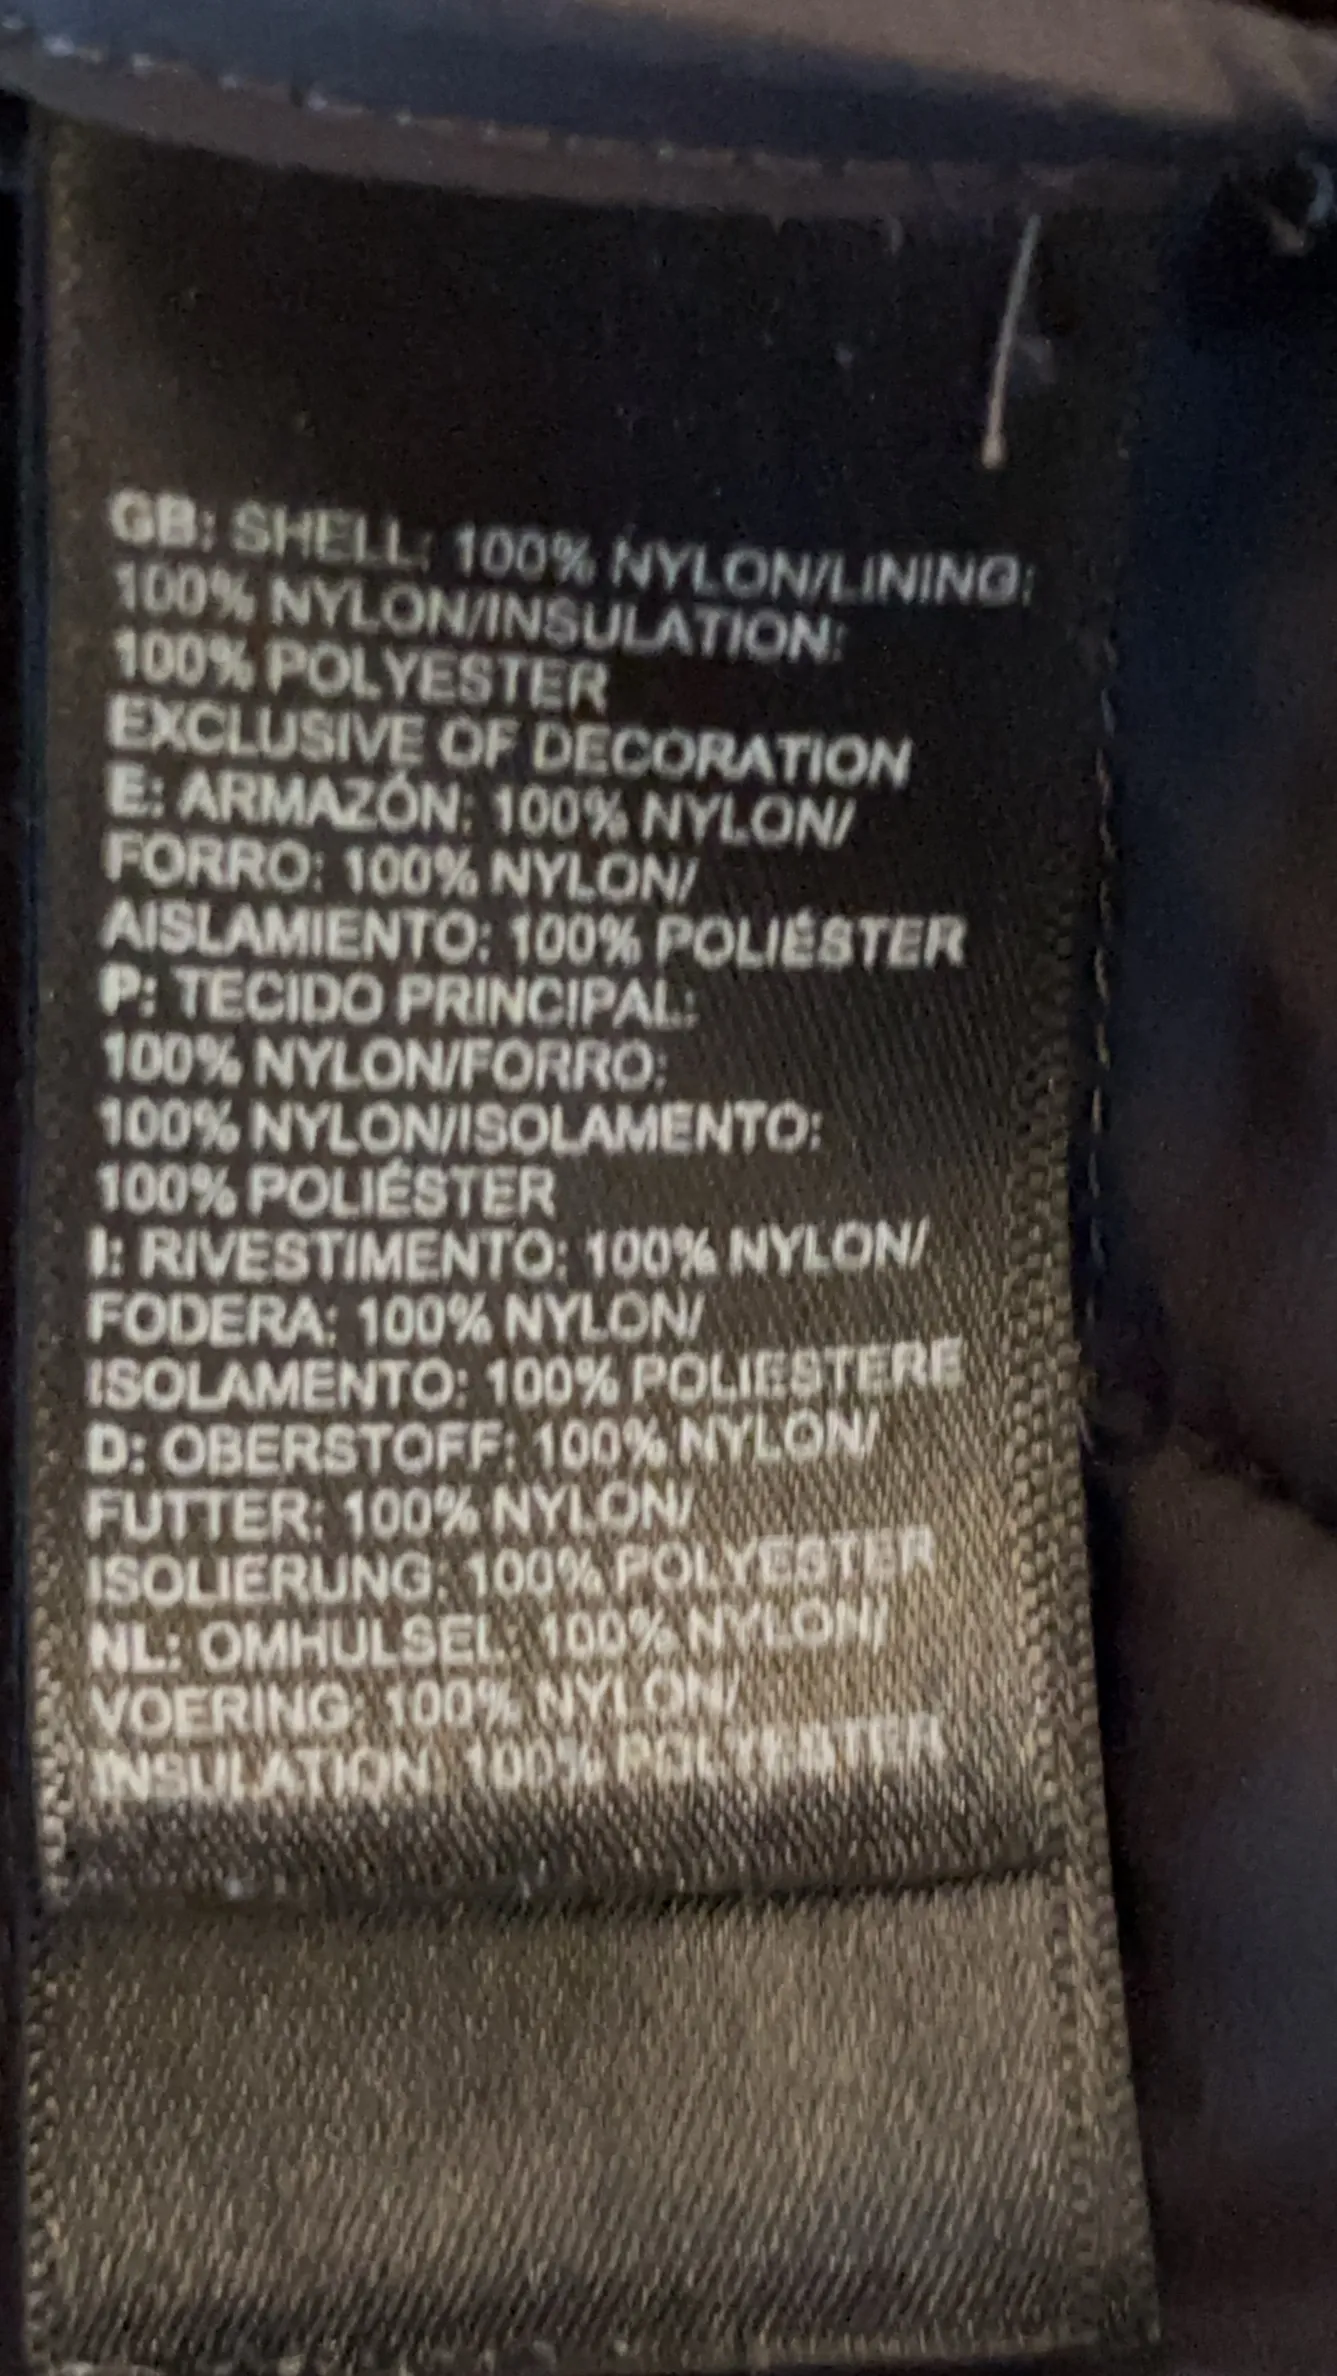 GB: SHELL: 100% NYLON/LINING:
100% NYLON/INSULATION:
100% POLYESTER
EXCLUSIVE OF DECORATION
E: ARMAZÓN: 100% NYLON/
FORRO: 100% NYLON/
AISLAMIENTO: 100% POLIÉSTER
P: TECIDO PRINCIPAL:
100% NYLON/FORRO:
100% NYLON/ISOLAMENTO:
100% POLIÉSTER
I: RIVESTIMENTO: 100% NYLON/
FODERA: 100% NYLON/
ISOLAMENTO: 100% POLIESTERE
D: OBERSTOFF: 100% NYLON/
FUTTER: 100% NYLON/
ISOLIERUNG: 100% POLYESTER
NL: OMHULSEL: 100% NYLON/
VOERING: 100% NYLON/
INSULATION: 100% POLYESTER